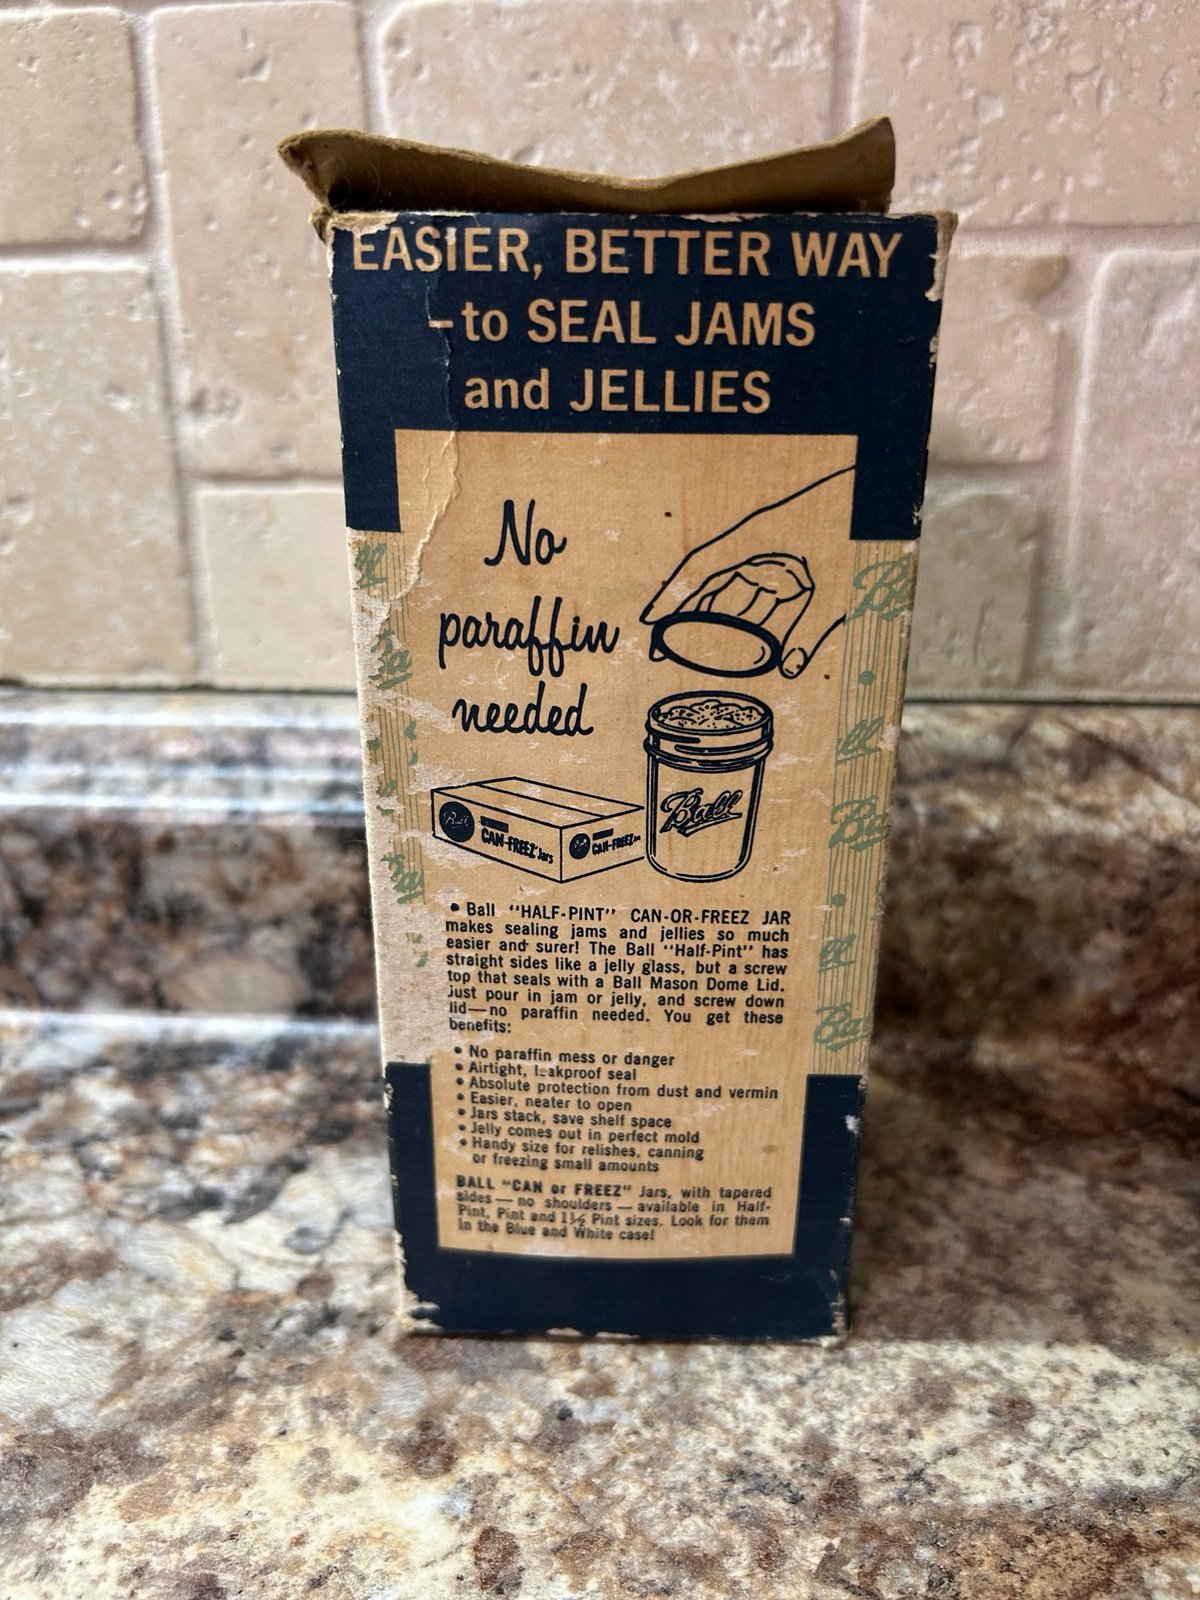 EASIER, BETTER WAY
–to SEAL JAMS
and JELLIES
No
paraffin
needed
Ball
Ball
CAN-FREEZ Jars
CAN-FREEZ
• Ball "HALF-PINT" CAN-OR-FREEZ JAR
makes sealing jams and jellies so much
easier and surer! The Ball "Half-Pint" has
straight sides like a jelly glass, but a screw
top that seals with a Ball Mason Dome Lid.
Just pour in jam or jelly, and screw down
lid—no paraffin needed. You get these
benefits:
• No paraffin mess or danger
• Airtight, leakproof seal
• Absolute protection from dust and vermin
• Easier, neater to open
• Jars stack, save shelf space
• Jelly comes out in perfect mold
• Handy size for relishes, canning
or freezing small amounts
BALL "CAN or FREEZ" Jars, with tapered
sides — no shoulders — available in Half-
Pint, Pint and 1½ Pint sizes. Look for them
in the Blue and White case!